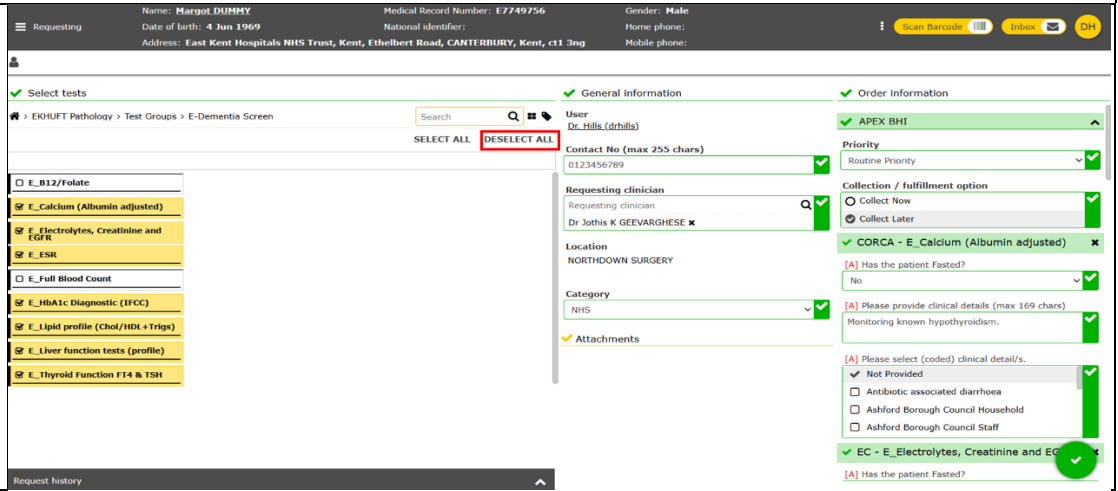 Requesting
Name: Margot DUMMY
Medical Record Number: E7749756
Gender: Male
Date of birth: 4 Jun 1969
National identifier:
Home phone:
Address: East Kent Hospitals NHS Trust, Kent, Ethelbert Road, CANTERBURY, Kent, ct1 3ng
Mobile phone:
Scan Barcode
Inbox
DH
Select tests
> EKHUFT Pathology > Test Groups > E-Dementia Screen
Search
SELECT ALL
DESELECT ALL
E_B12/Folate
E_Calcium (Albumin adjusted)
E_Electrolytes, Creatinine and
EGFR
E_ESR
E_Full Blood Count
E_HbA1c Diagnostic (IFCC)
E_Lipid profile (Chol/HDL+Trigs)
E_Liver function tests (profile)
E_Thyroid Function FT4 & TSH
Request history
General information
User
Dr. Hills (drhills)
Contact No (max 255 chars)
0123456789
Requesting clinician
Requesting clinician
Dr Jothis K GEEVARGHESE
Location
NORTHDOWN SURGERY
Category
NHS
Attachments
Order information
APEX BHI
Priority
Routine Priority
Collection / fulfillment option
Collect Now
Collect Later
CORCA - E_Calcium (Albumin adjusted)
[A] Has the patient Fasted?
No
[A] Please provide clinical details (max 169 chars)
Monitoring known hypothyroidism.
[A] Please select (coded) clinical detail/s.
Not Provided
Antibiotic associated diarrhoea
Ashford Borough Council Household
Ashford Borough Council Staff
EC - E_Electrolytes, Creatinine and EG
[A] Has the patient Fasted?